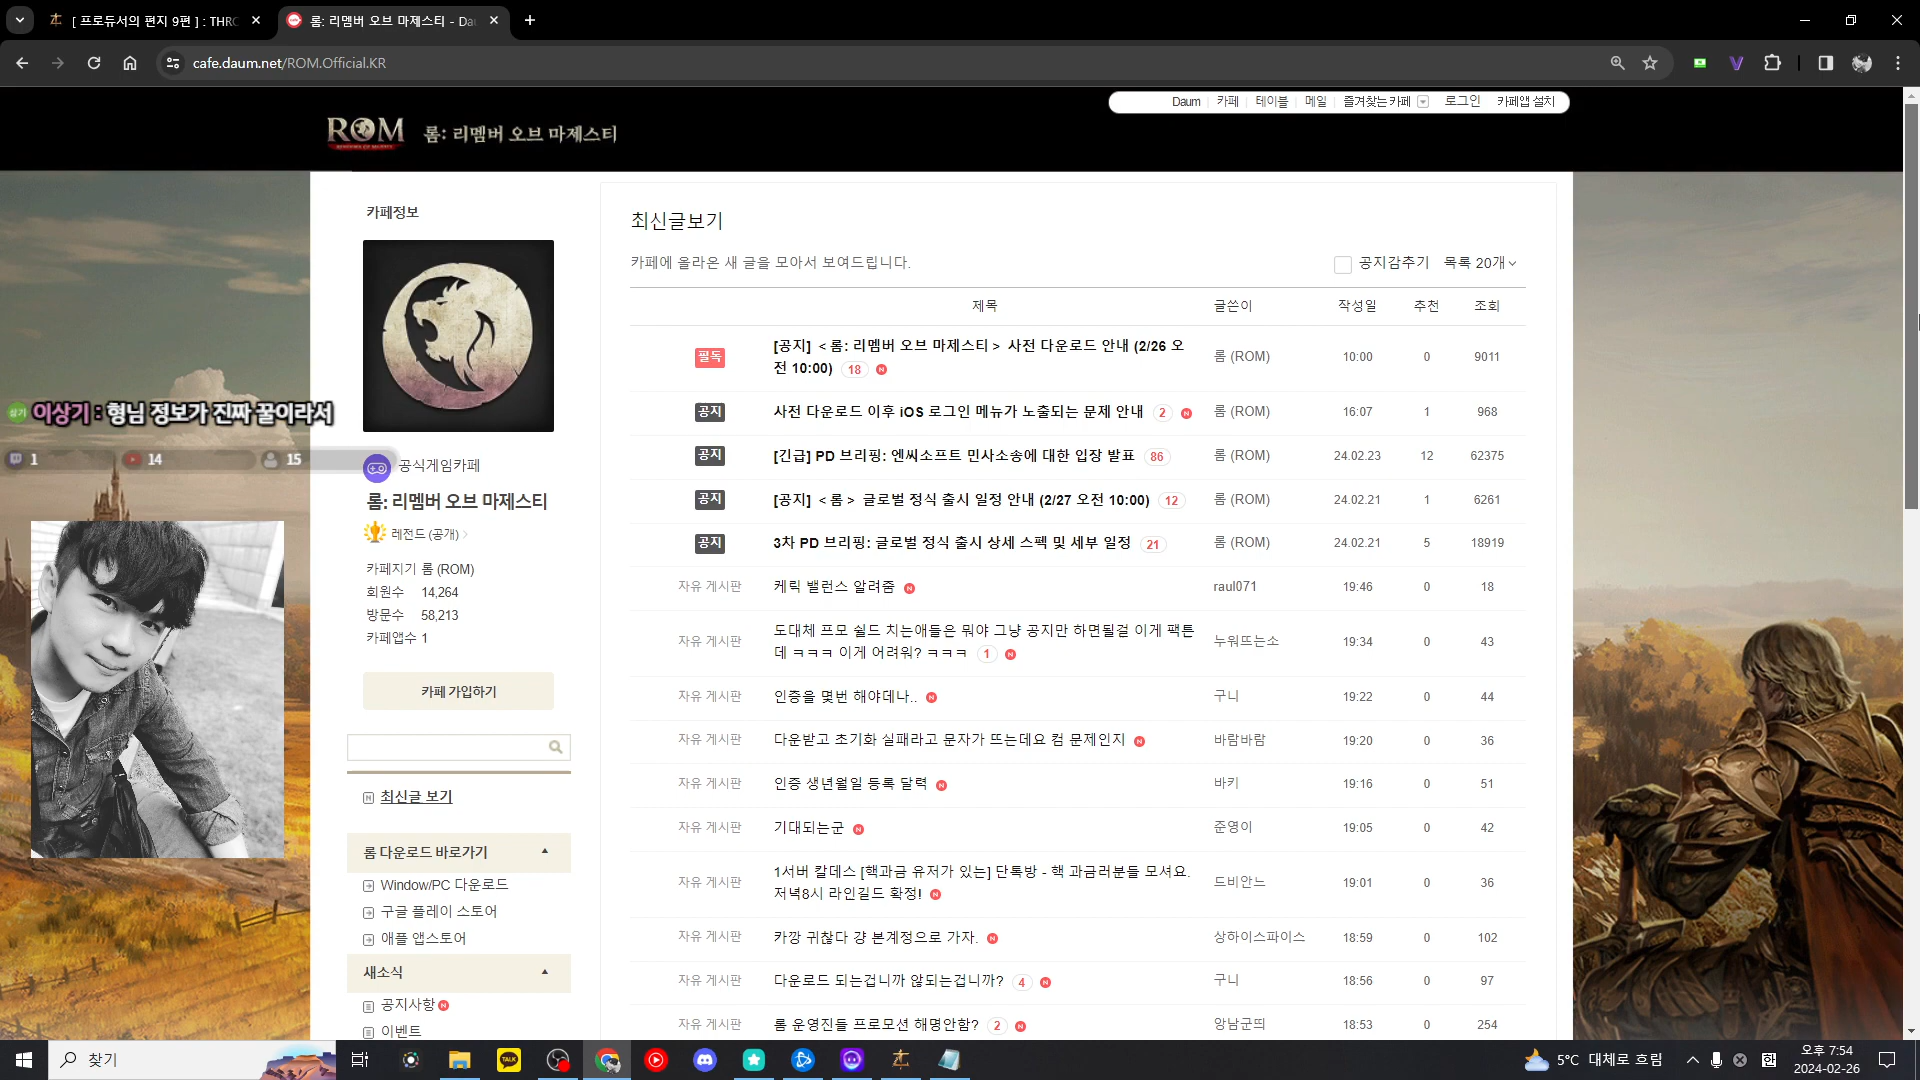 [ 프로듀서의 편지 9편 ] : THRO
롬: 리멤버 오브 마제스티 - Da
cafe.daum.net/ROM.Official.KR
Daum 카페 테이블 메일 즐겨찾는 카페 로그인 카페앱 설치
ROM 롬: 리멤버 오브 마제스티
카페정보
이상기 : 형님 정보가 진짜 꿀이라서
1 14 15
공식게임카페
롬: 리멤버 오브 마제스티
레전드 (공개)
카페지기 롬 (ROM)
회원수 14,264
방문수 58,213
카페앱수 1
카페 가입하기
최신글 보기
롬 다운로드 바로가기
Window/PC 다운로드
구글 플레이 스토어
애플 앱스토어
새소식
공지사항
이벤트
최신글보기
카페에 올라온 새 글을 모아서 보여드립니다.
공지감추기 목록 20개
제목 글쓴이 작성일 추천 조회
필독 [공지] <롬: 리멤버 오브 마제스티> 사전 다운로드 안내 (2/26 오
전 10:00) 18 롬 (ROM) 10:00 0 9011
공지 사전 다운로드 이후 iOS 로그인 메뉴가 노출되는 문제 안내 2 롬 (ROM) 16:07 1 968
공지 [긴급] PD 브리핑: 엔씨소프트 민사소송에 대한 입장 발표 86 롬 (ROM) 24.02.23 12 62375
공지 [공지] <롬> 글로벌 정식 출시 일정 안내 (2/27 오전 10:00) 12 롬 (ROM) 24.02.21 1 6261
공지 3차 PD 브리핑: 글로벌 정식 출시 상세 스펙 및 세부 일정 21 롬 (ROM) 24.02.21 5 18919
자유 게시판 케릭 밸런스 알려줌 raul071 19:46 0 18
자유 게시판 도대체 프모 쉴드 치는애들은 뭐야 그냥 공지만 하면될걸 이게 팩튼
데 ㅋㅋㅋ 이게 어려워? ㅋㅋㅋ 1 누워뜨는소 19:34 0 43
자유 게시판 인증을 몇번 해야데나.. 구니 19:22 0 44
자유 게시판 다운받고 초기화 실패라고 문자가 뜨는데요 컴 문제인지 바람바람 19:20 0 36
자유 게시판 인증 생년월일 등록 달력 바키 19:16 0 51
자유 게시판 기대되는군 준영이 19:05 0 42
자유 게시판 1서버 칼데스 [핵과금 유저가 있는] 단톡방 - 핵 과금러분들 모셔요.
저녁8시 라인길드 확정! 드비안느 19:01 0 36
자유 게시판 카깡 귀찮다 걍 본계정으로 가자. 상하이스파이스 18:59 0 102
자유 게시판 다운로드 되는겁니까 않되는겁니까? 4 구니 18:56 0 97
자유 게시판 롬 운영진들 프로모션 해명안함? 2 앙남군띄 18:53 0 254
찾기
TALK
5°C 대체로 흐림
한
오후 7:54
2024-02-26